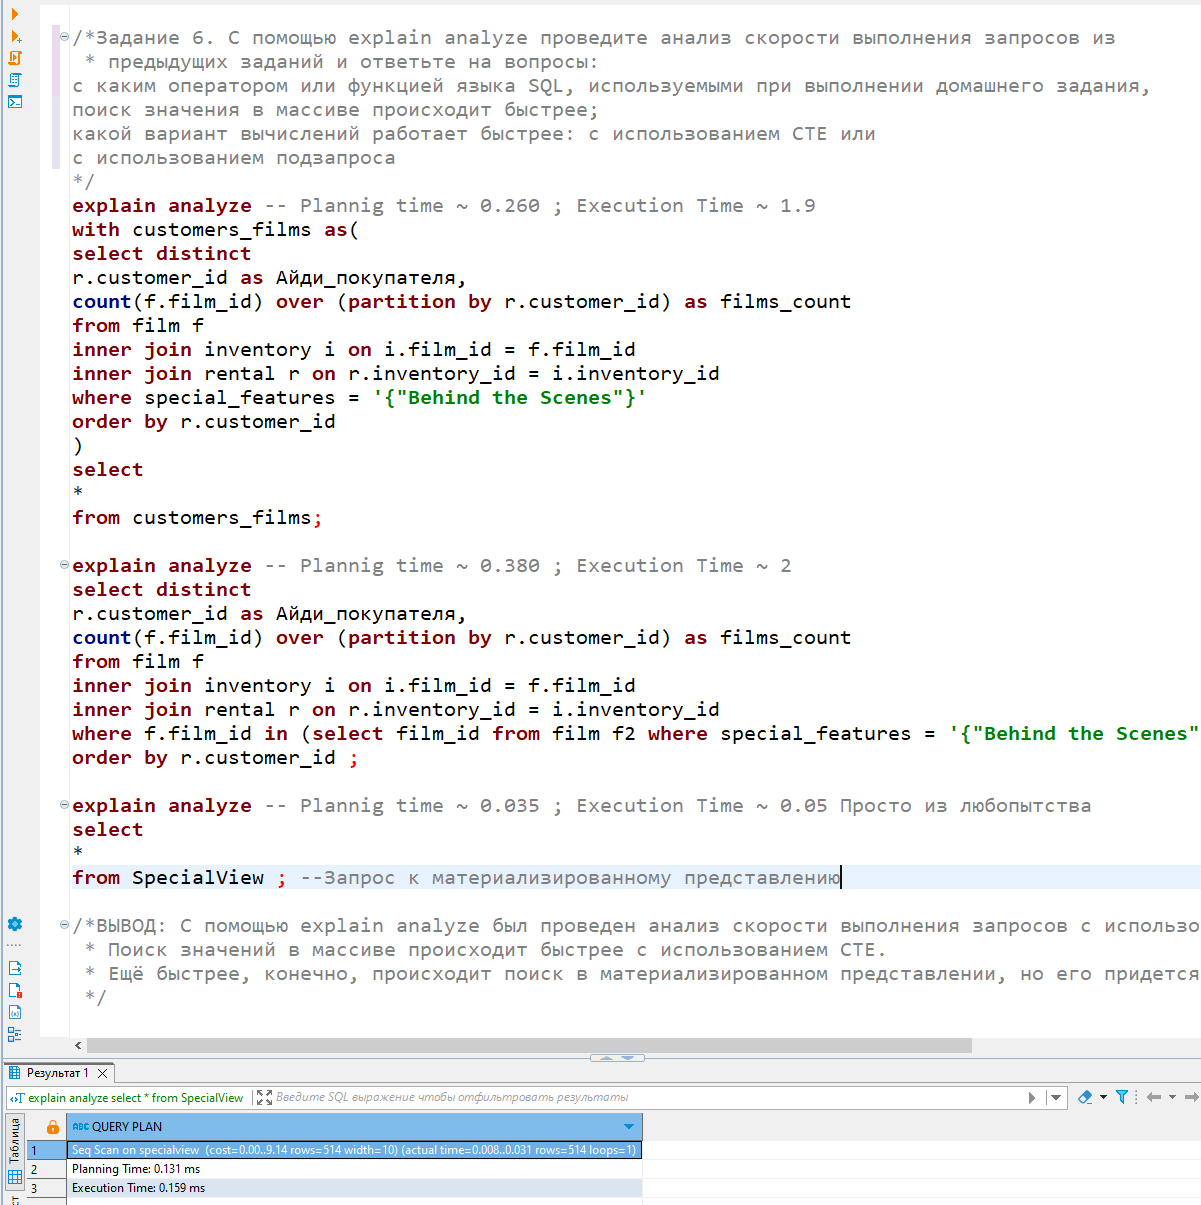 /*Задание 6. С помощью explain analyze проведите анализ скорости выполнения запросов из
* предыдущих заданий и ответьте на вопросы:
с каким оператором или функцией языка SQL, используемыми при выполнении домашнего задания,
поиск значения в массиве происходит быстрее;
какой вариант вычислений работает быстрее: с использованием CTE или
с использованием подзапроса
*/
explain analyze -- Plannig time ~ 0.260 ; Execution Time ~ 1.9
with customers_films as(
select distinct
r.customer_id as Айди_покупателя,
count(f.film_id) over (partition by r.customer_id) as films_count
from film f
inner join inventory i on i.film_id = f.film_id
inner join rental r on r.inventory_id = i.inventory_id
where special_features = '{"Behind the Scenes"}'
order by r.customer_id
)
select
*
from customers_films;
explain analyze -- Plannig time ~ 0.380 ; Execution Time ~ 2
select distinct
r.customer_id as Айди_покупателя,
count(f.film_id) over (partition by r.customer_id) as films_count
from film f
inner join inventory i on i.film_id = f.film_id
inner join rental r on r.inventory_id = i.inventory_id
where f.film_id in (select film_id from film f2 where special_features = '{"Behind the Scenes"
order by r.customer_id ;
explain analyze -- Plannig time ~ 0.035 ; Execution Time ~ 0.05 Просто из любопытства
select
*
from SpecialView ; --Запрос к материализированному представлению
/*ВЫВОД: С помощью explain analyze был проведен анализ скорости выполнения запросов с использо
* Поиск значений в массиве происходит быстрее с использованием CTE.
* Ещё быстрее, конечно, происходит поиск в материализированном представлении, но его придется
*/
Результат 1
explain analyze select * from SpecialView
Введите SQL выражение чтобы отфильтровать результаты
Таблица
ABC QUERY PLAN
1 Seq Scan on specialview (cost=0.00..9.14 rows=514 width=10) (actual time=0.008..0.031 rows=514 loops=1)
2 Planning Time: 0.131 ms
3 Execution Time: 0.159 ms